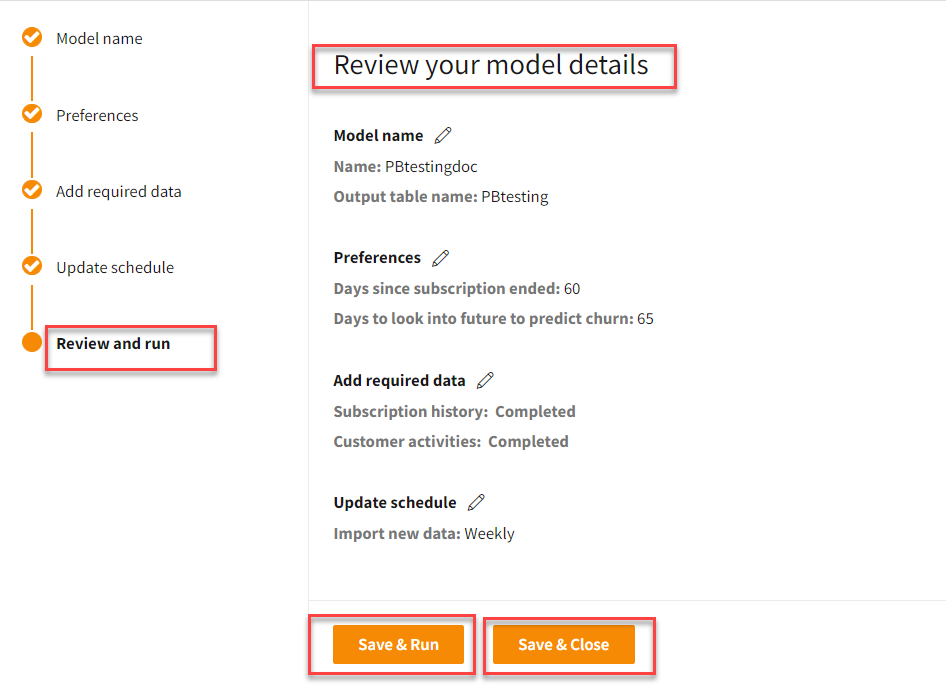 Model name
Preferences
Add required data
Update schedule
Review and run
Review your model details
Model name
Name: PBtestingdoc
Output table name: PBtesting
Preferences
Days since subscription ended: 60
Days to look into future to predict churn: 65
Add required data
Subscription history: Completed
Customer activities: Completed
Update schedule
Import new data: Weekly
Save & Run
Save & Close